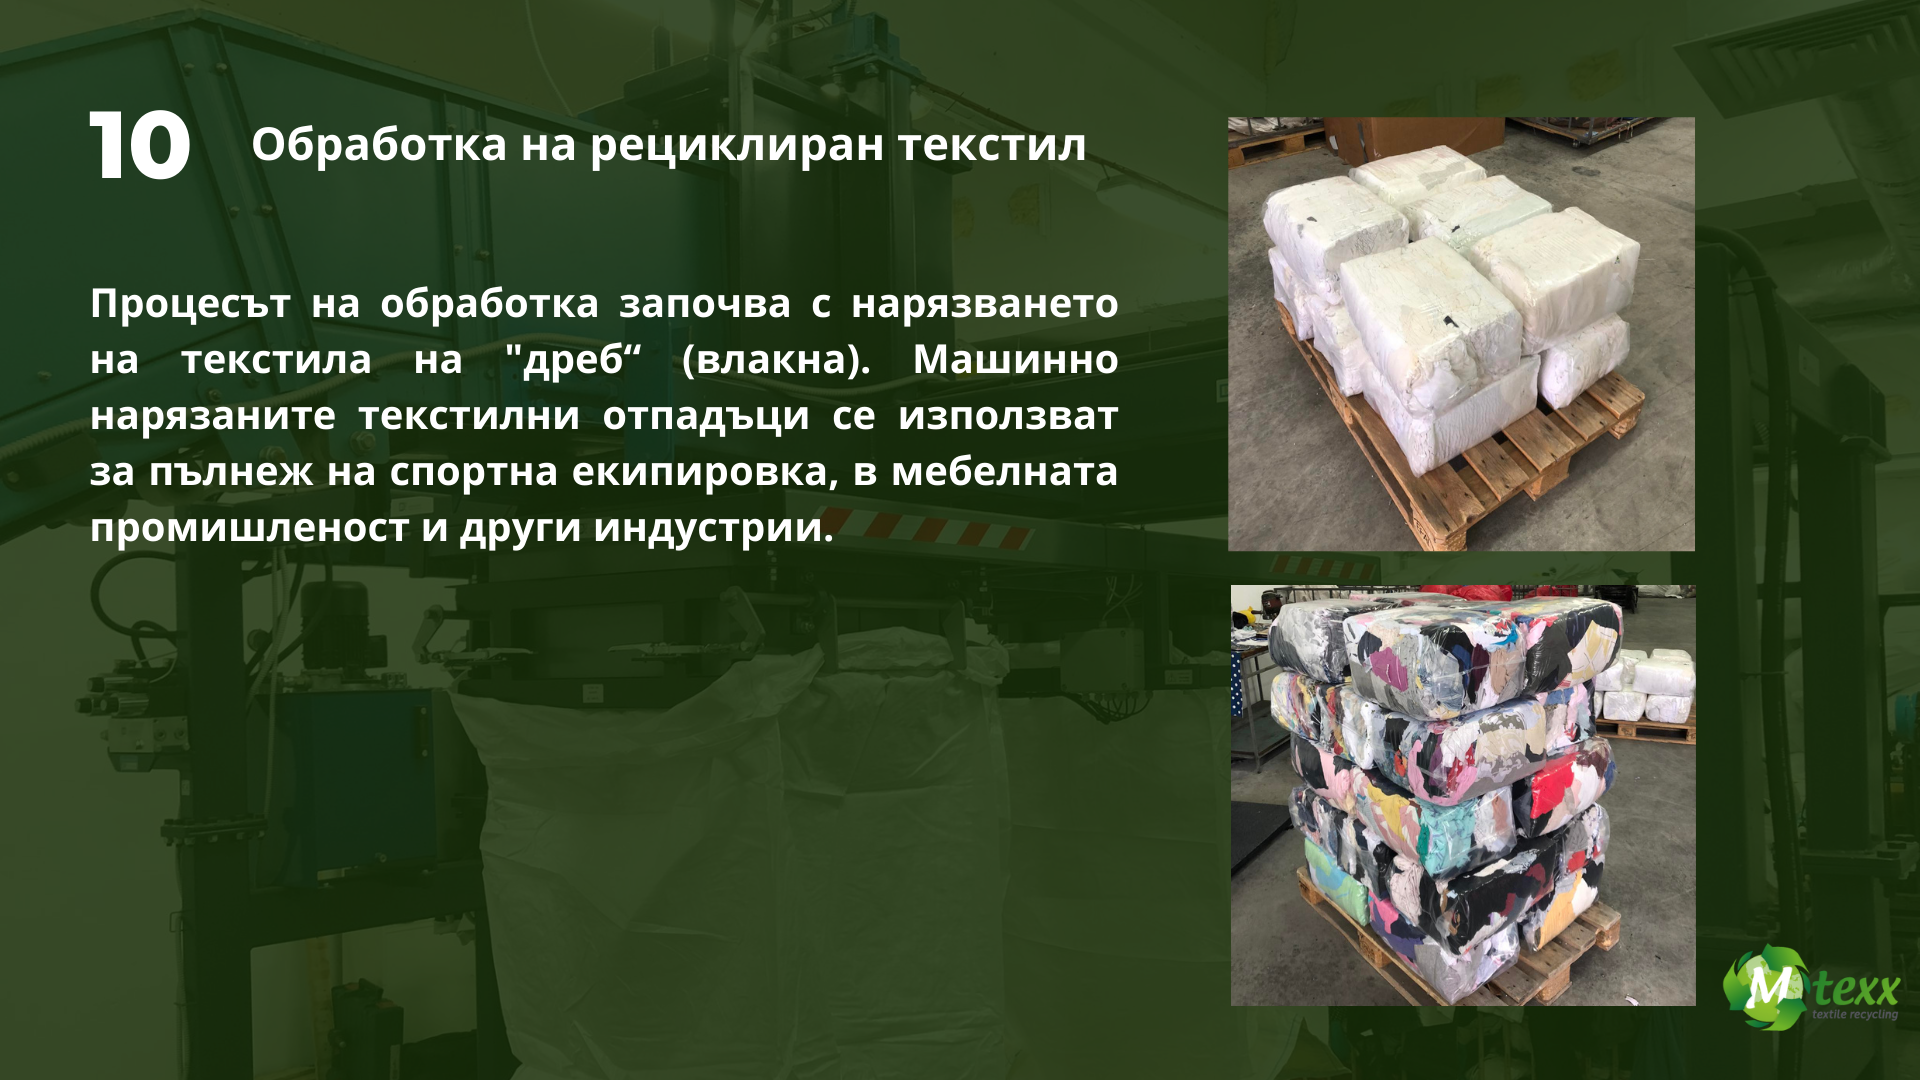 10
Обработка на рециклиран текстил
Процесът на обработка започва с нарязването
на текстила на "дреб“ (влакна). Машинно
нарязаните текстилни отпадъци се използват
за пълнеж на спортна екипировка, в мебелната
промишленост и други индустрии.
M texx
textile recycling